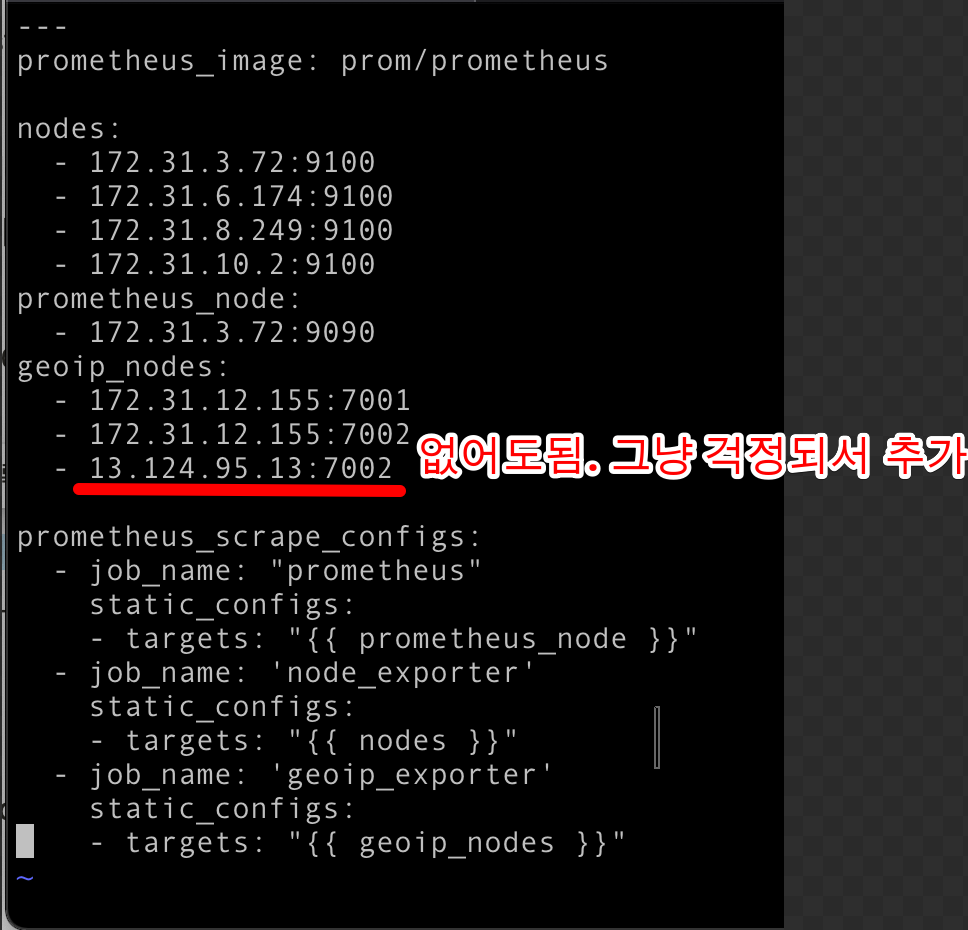 ---
prometheus_image: prom/prometheus
nodes:
- 172.31.3.72:9100
- 172.31.6.174:9100
- 172.31.8.249:9100
- 172.31.10.2:9100
prometheus_node:
- 172.31.3.72:9090
geoip_nodes:
- 172.31.12.155:7001
- 172.31.12.155:7002
- 13.124.95.13:7002 없어도됨. 그냥 걱정되서 추가
prometheus_scrape_configs:
- job_name: "prometheus"
static_configs:
- targets: "{{ prometheus_node }}"
- job_name: 'node_exporter'
static_configs:
- targets: "{{ nodes }}"
- job_name: 'geoip_exporter'
static_configs:
- targets: "{{ geoip_nodes }}"
~